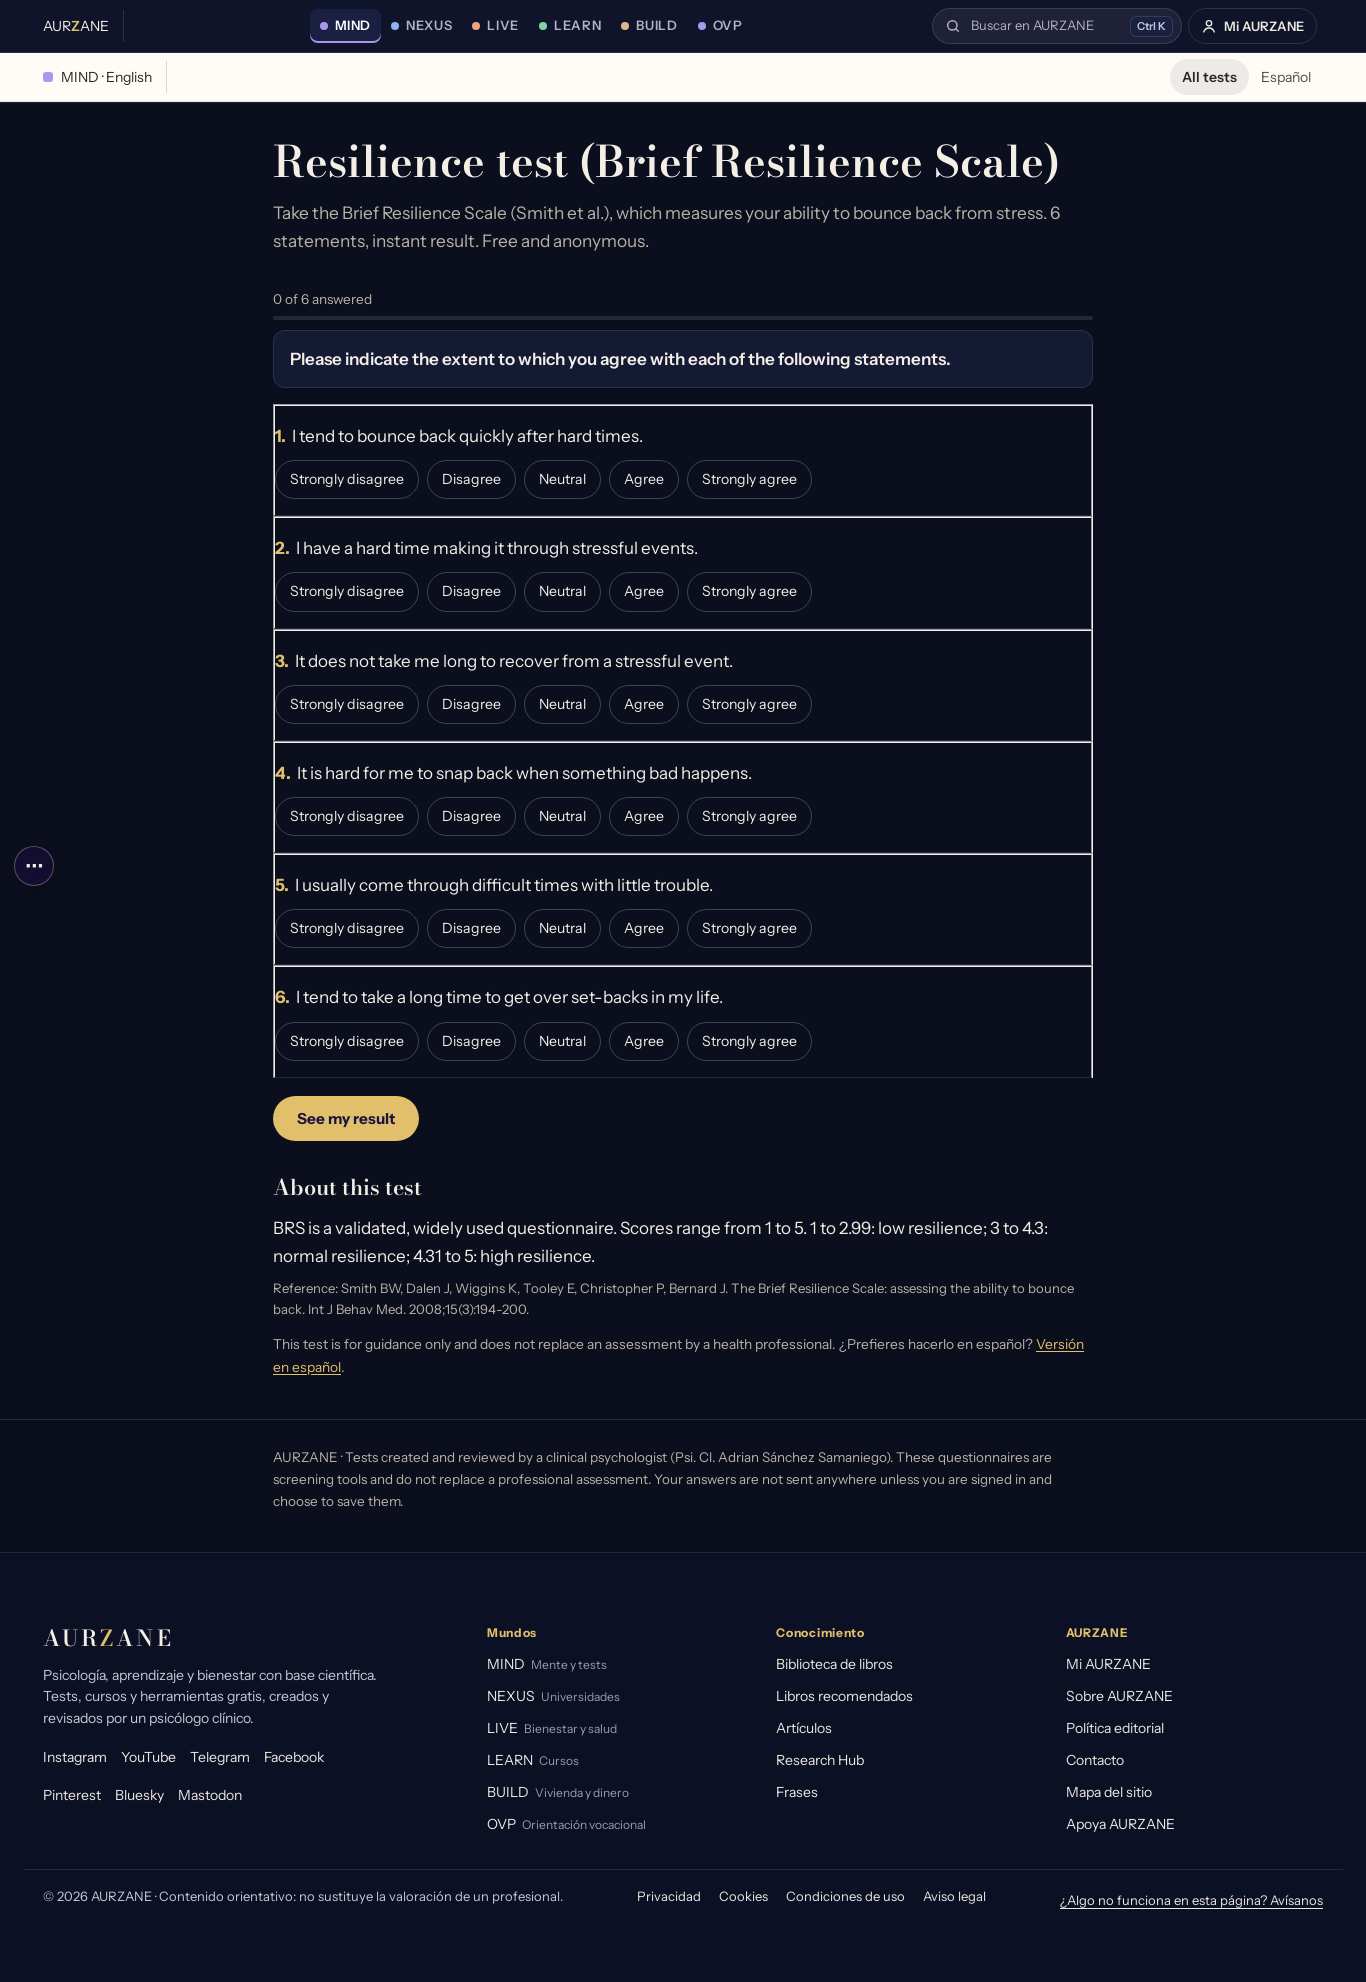 AURZANE
MIND
NEXUS
LIVE
LEARN
BUILD
OVP
Buscar en AURZANE
Ctrl K
Mi AURZANE
MIND · English
All tests
Español
Resilience test (Brief Resilience Scale)
Take the Brief Resilience Scale (Smith et al.), which measures your ability to bounce back from stress. 6
statements, instant result. Free and anonymous.
0 of 6 answered
Please indicate the extent to which you agree with each of the following statements.
1. I tend to bounce back quickly after hard times.
Strongly disagree Disagree Neutral Agree Strongly agree
2. I have a hard time making it through stressful events.
Strongly disagree Disagree Neutral Agree Strongly agree
3. It does not take me long to recover from a stressful event.
Strongly disagree Disagree Neutral Agree Strongly agree
4. It is hard for me to snap back when something bad happens.
Strongly disagree Disagree Neutral Agree Strongly agree
5. I usually come through difficult times with little trouble.
Strongly disagree Disagree Neutral Agree Strongly agree
6. I tend to take a long time to get over set-backs in my life.
Strongly disagree Disagree Neutral Agree Strongly agree
See my result
About this test
BRS is a validated, widely used questionnaire. Scores range from 1 to 5. 1 to 2.99: low resilience; 3 to 4.3:
normal resilience; 4.31 to 5: high resilience.
Reference: Smith BW, Dalen J, Wiggins K, Tooley E, Christopher P, Bernard J. The Brief Resilience Scale: assessing the ability to bounce
back. Int J Behav Med. 2008;15(3):194-200.
This test is for guidance only and does not replace an assessment by a health professional. ¿Prefieres hacerlo en español? Versión
en español.
AURZANE · Tests created and reviewed by a clinical psychologist (Psi. Cl. Adrian Sánchez Samaniego). These questionnaires are
screening tools and do not replace a professional assessment. Your answers are not sent anywhere unless you are signed in and
choose to save them.
AURZANE
Psicología, aprendizaje y bienestar con base científica.
Tests, cursos y herramientas gratis, creados y
revisados por un psicólogo clínico.
Instagram YouTube Telegram Facebook
Pinterest Bluesky Mastodon
Mundos
MIND Mente y tests
NEXUS Universidades
LIVE Bienestar y salud
LEARN Cursos
BUILD Vivienda y dinero
OVP Orientación vocacional
Conocimiento
Biblioteca de libros
Libros recomendados
Artículos
Research Hub
Frases
AURZANE
Mi AURZANE
Sobre AURZANE
Política editorial
Contacto
Mapa del sitio
Apoya AURZANE
© 2026 AURZANE · Contenido orientativo: no sustituye la valoración de un profesional.
Privacidad Cookies Condiciones de uso Aviso legal
¿Algo no funciona en esta página? Avísanos